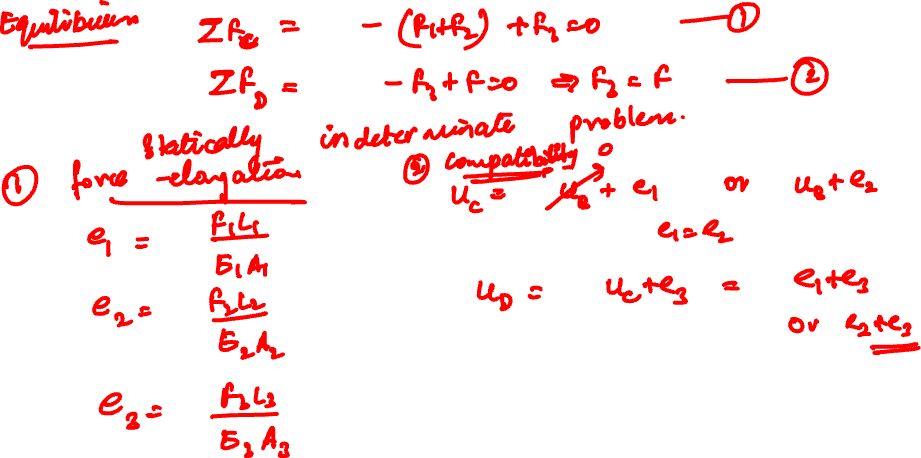 Equilibrium ΣF_C = - (F₁+F₂) + F₃ = 0 —①
ΣF_D = - F₃ + F = 0 ⇒ F₃ = F —②
Statically indeterminate problem.
① force - elongation
e₁ = F₁L₁ / E₁A₁
e₂ = F₂L₂ / E₂A₂
e₃ = F₃L₃ / E₃A₃
② compatibility
u_C = u_B + e₁ or u_B + e₂
0
e₁ = e₂
u_D = u_C + e₃ = e₁ + e₃
or e₂ + e₃